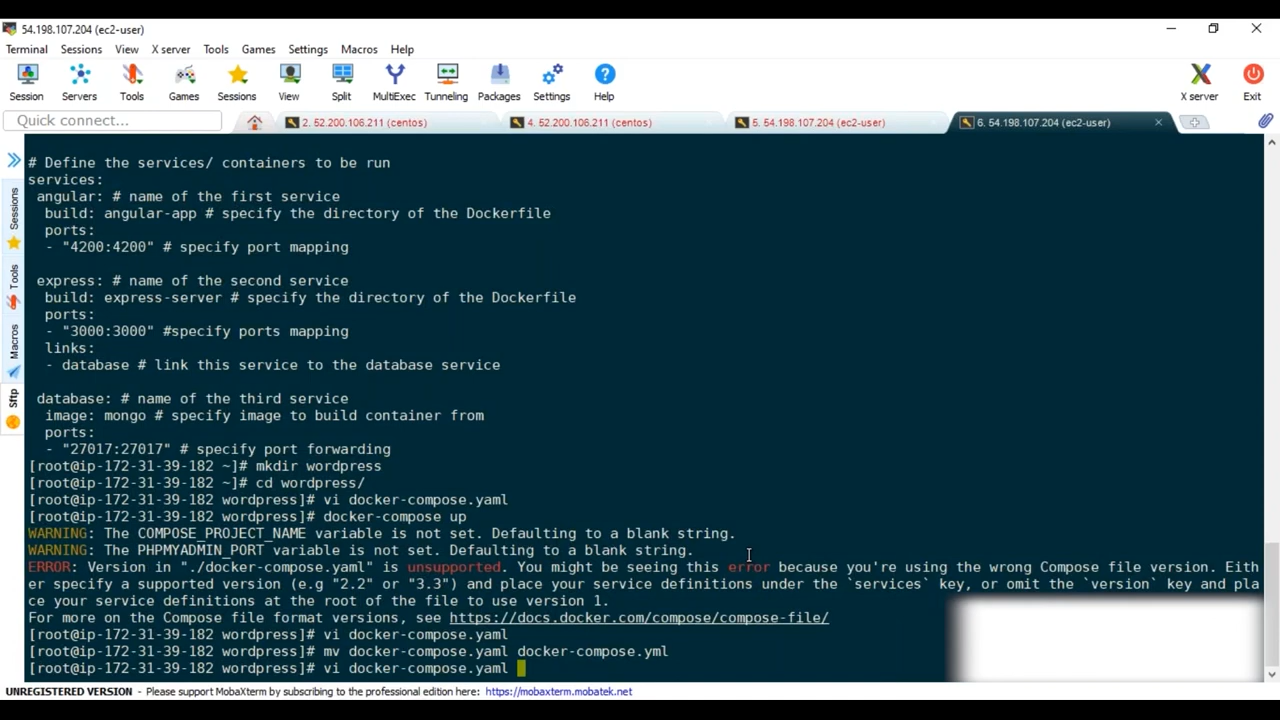 54.198.107.204 (ec2-user)
Terminal Sessions View X server Tools Games Settings Macros Help
Session Servers Tools Games Sessions View Split MultiExec Tunneling Packages Settings Help X server Exit
Quick connect...
2. 52.200.106.211 (centos)
4. 52.200.106.211 (centos)
5. 54.198.107.204 (ec2-user)
6. 54.198.107.204 (ec2-user)
Sessions
Tools
Macros
Sftp
# Define the services/ containers to be run
services:
 angular: # name of the first service
  build: angular-app # specify the directory of the Dockerfile
  ports:
  - "4200:4200" # specify port mapping
 express: # name of the second service
  build: express-server # specify the directory of the Dockerfile
  ports:
  - "3000:3000" #specify ports mapping
  links:
  - database # link this service to the database service
 database: # name of the third service
  image: mongo # specify image to build container from
  ports:
  - "27017:27017" # specify port forwarding
[root@ip-172-31-39-182 ~]# mkdir wordpress
[root@ip-172-31-39-182 ~]# cd wordpress/
[root@ip-172-31-39-182 wordpress]# vi docker-compose.yaml
[root@ip-172-31-39-182 wordpress]# docker-compose up
WARNING: The COMPOSE_PROJECT_NAME variable is not set. Defaulting to a blank string.
WARNING: The PHPMYADMIN_PORT variable is not set. Defaulting to a blank string.
ERROR: Version in "./docker-compose.yaml" is unsupported. You might be seeing this error because you're using the wrong Compose file version. Eith
er specify a supported version (e.g "2.2" or "3.3") and place your service definitions under the `services` key, or omit the `version` key and pla
ce your service definitions at the root of the file to use version 1.
For more on the Compose file format versions, see https://docs.docker.com/compose/compose-file/
[root@ip-172-31-39-182 wordpress]# vi docker-compose.yaml
[root@ip-172-31-39-182 wordpress]# mv docker-compose.yaml docker-compose.yml
[root@ip-172-31-39-182 wordpress]# vi docker-compose.yaml
UNREGISTERED VERSION - Please support MobaXterm by subscribing to the professional edition here: https://mobaxterm.mobatek.net